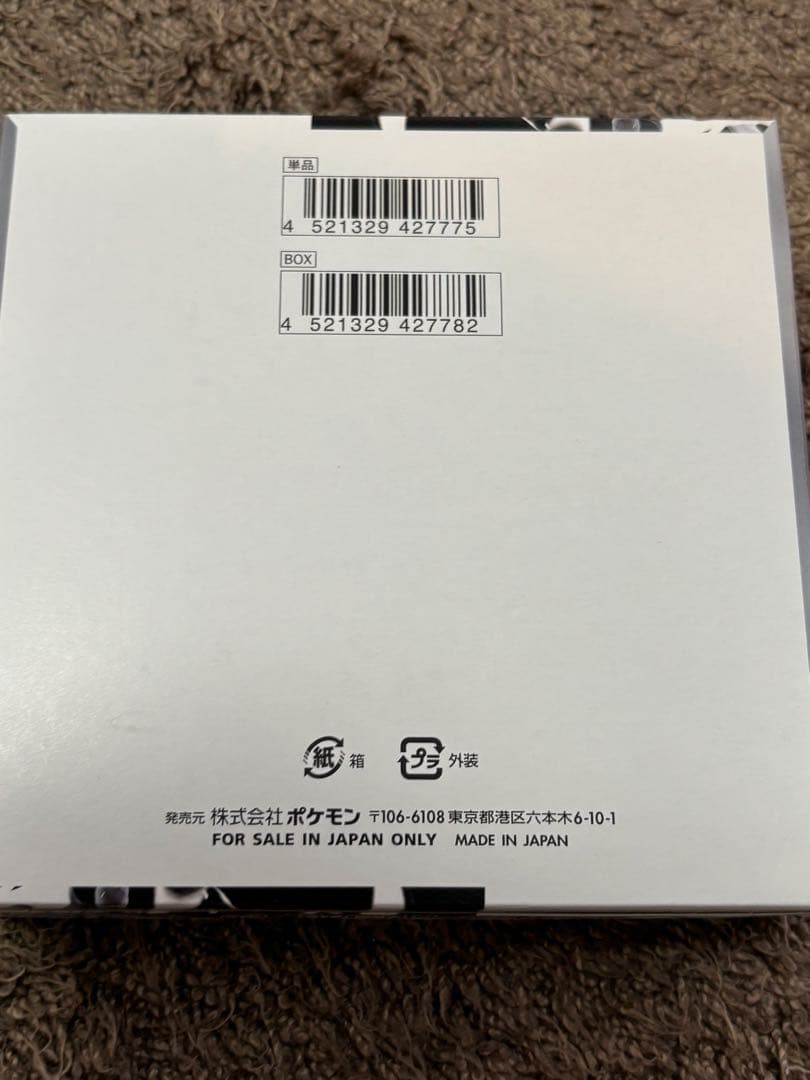 単品
4 521329 427775
BOX
4 521329 427782
紙 箱 プラ 外装
発売元 株式会社 ポケモン 〒106-6108 東京都港区六本木6-10-1
FOR SALE IN JAPAN ONLY MADE IN JAPAN